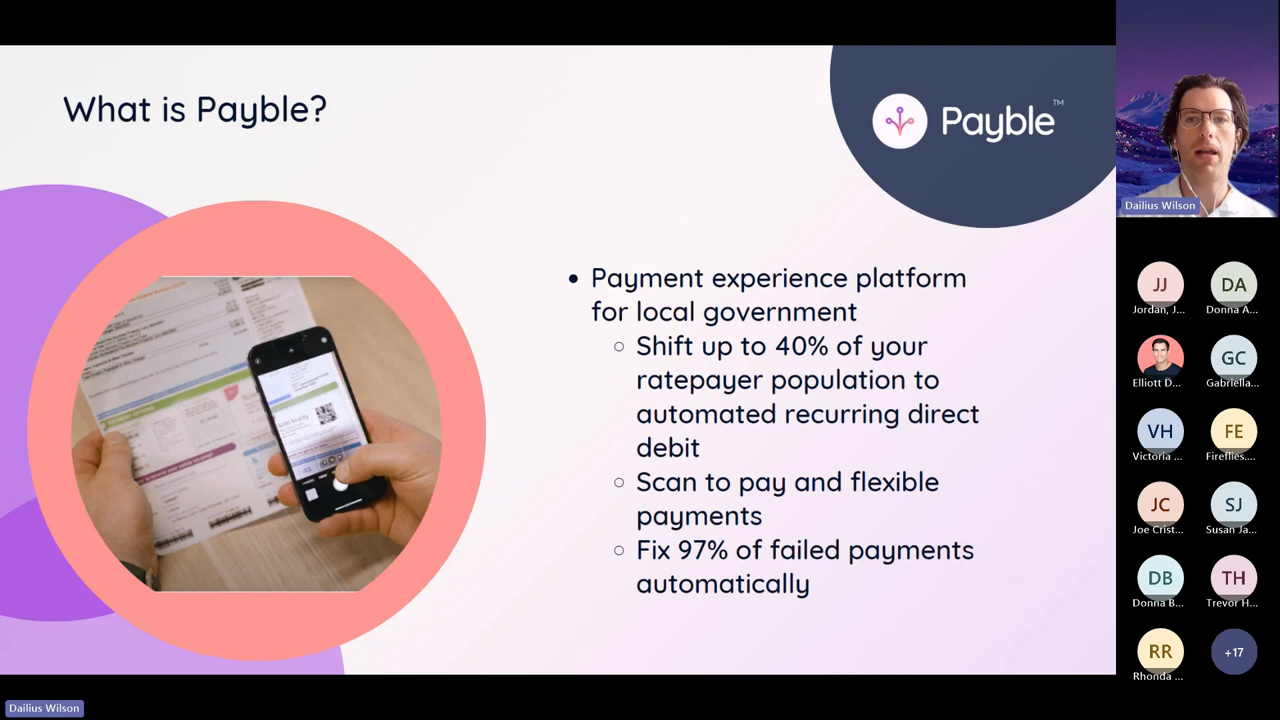 What is Payble?
Payble™
Payment experience platform
for local government
Shift up to 40% of your
ratepayer population to
automated recurring direct
debit
Scan to pay and flexible
payments
Fix 97% of failed payments
automatically
Dailius Wilson
JJ
DA
Jordan, J...
Donna A...
GC
Elliott D...
Gabriella...
VH
FE
Victoria ...
Fireflies....
JC
SJ
Joe Crist...
Susan Ja...
DB
TH
Donna B...
Trevor H...
RR
+17
Rhonda ...
Dailius Wilson